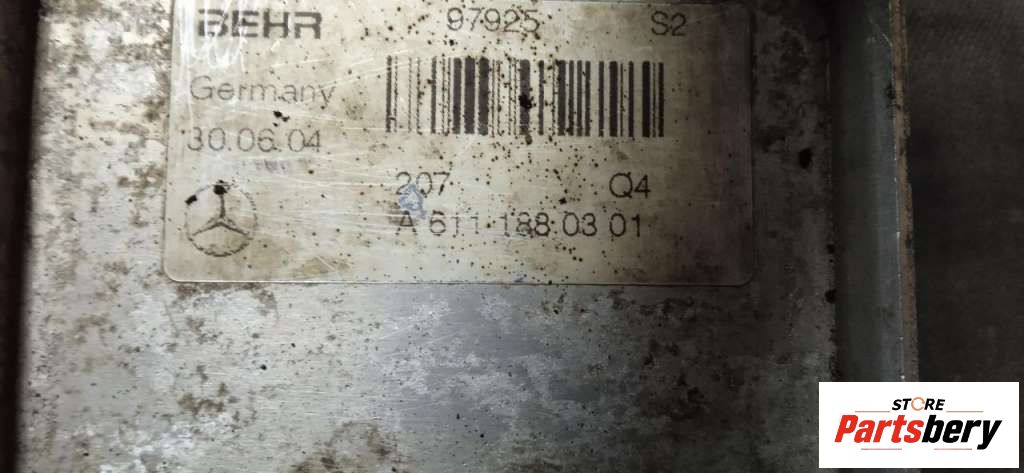 BEHR 97925 S2
Germany
30.06.04
207 Q4
A 611 188 03 01
STORE
Partsbery